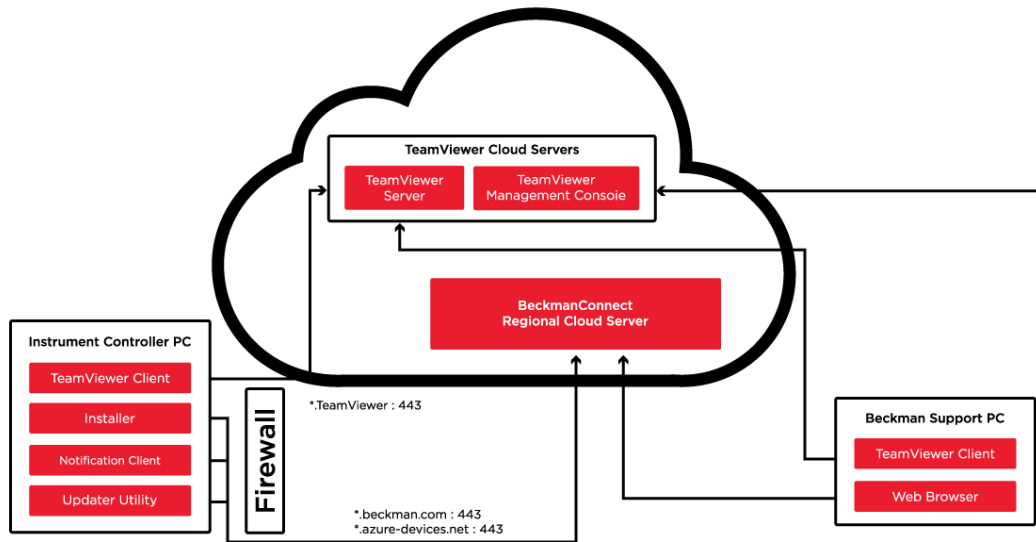 TeamViewer Cloud Servers
TeamViewer
Server
TeamViewer
Management Consoie
BeckmanConnect
Regional Cloud Server
Instrument Controller PC
TeamViewer Client
Installer
Notification Client
Updater Utility
Firewall
*.TeamViewer : 443
*.beckman.com : 443
*.azure-devices.net : 443
Beckman Support PC
TeamViewer Client
Web Browser